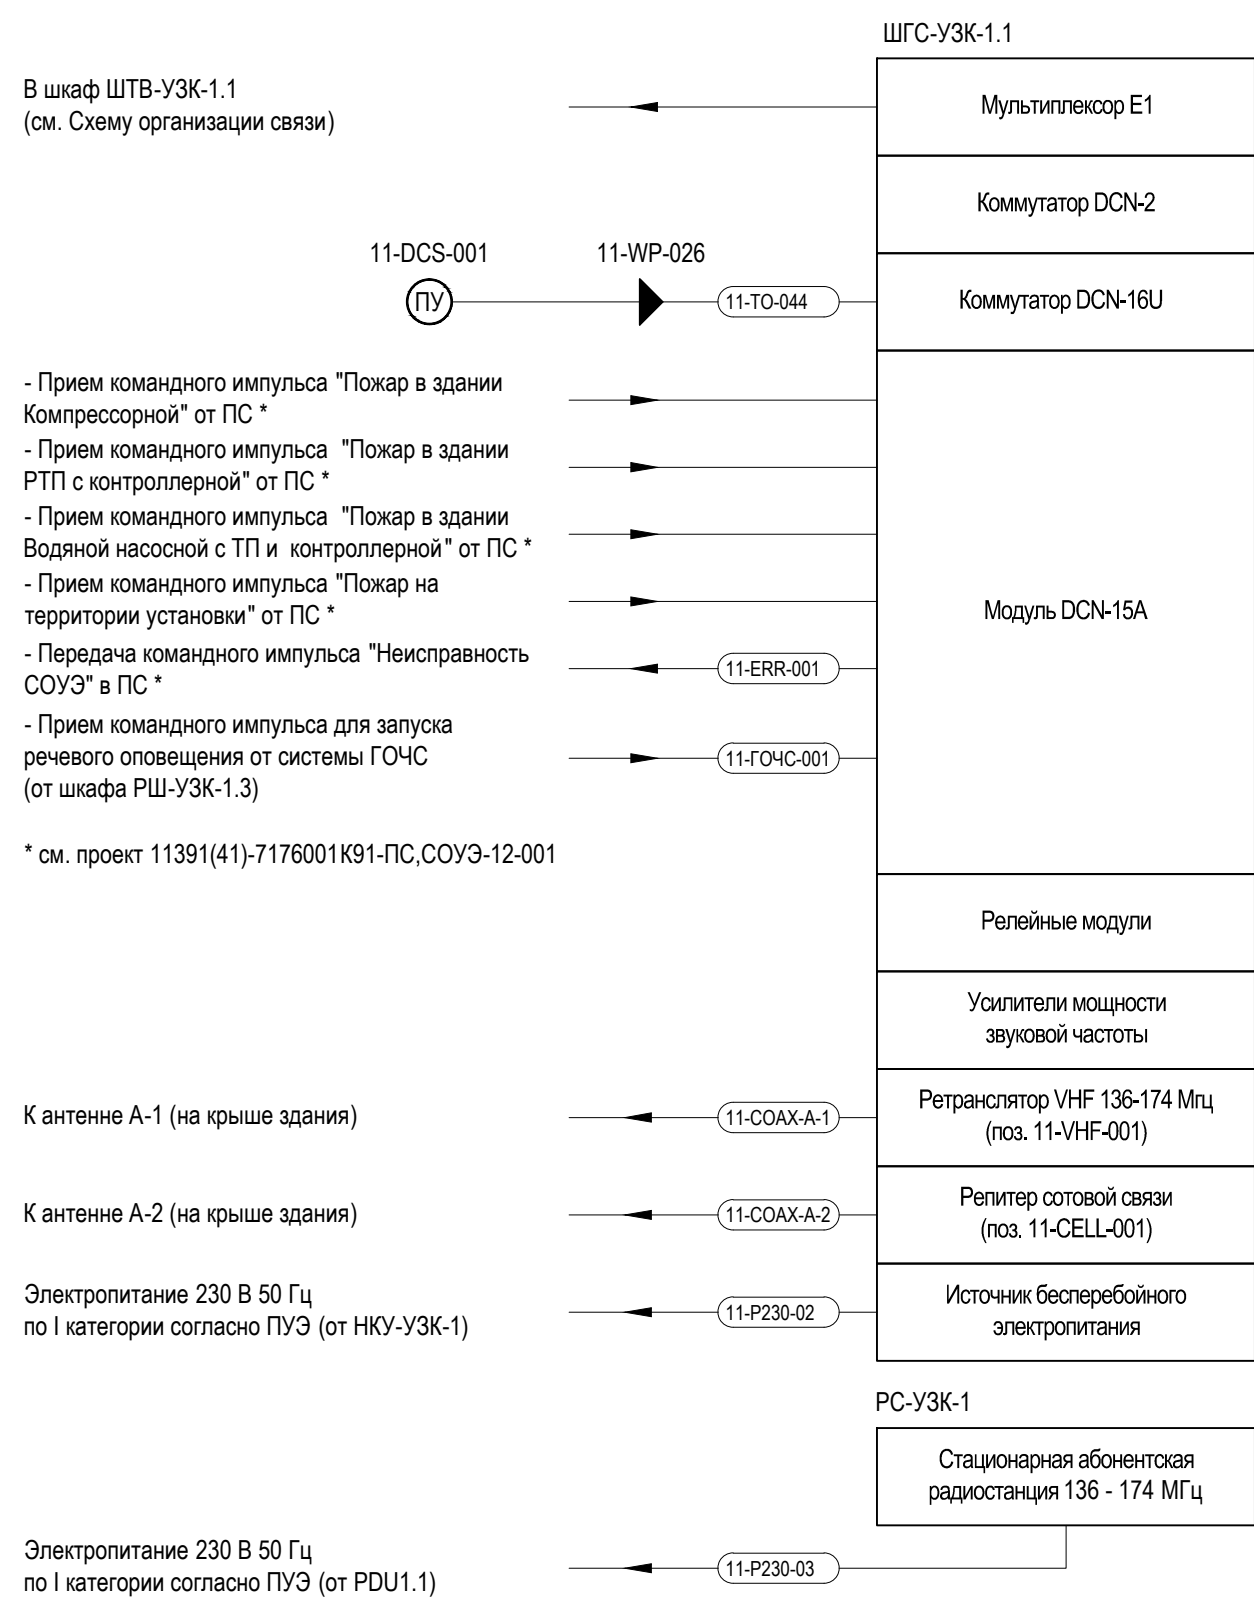 ШГС-УЗК-1.1
В шкаф ШТВ-УЗК-1.1
(см. Схему организации связи)
Мультиплексор Е1
Коммутатор DCN-2
11-DCS-001
11-WP-026
ПУ
11-ТО-044
Коммутатор DCN-16U
- Прием командного импульса "Пожар в здании
Компрессорной" от ПС *
- Прием командного импульса "Пожар в здании
РТП с контроллерной" от ПС *
- Прием командного импульса "Пожар в здании
Водяной насосной с ТП и контроллерной" от ПС *
- Прием командного импульса "Пожар на
территории установки" от ПС *
Модуль DCN-15A
- Передача командного импульса "Неисправность
СОУЭ" в ПС *
11-ERR-001
- Прием командного импульса для запуска
речевого оповещения от системы ГОЧС
(от шкафа РШ-УЗК-1.3)
11-ГОЧС-001
* см. проект 11391(41)-7176001К91-ПС,СОУЭ-12-001
Релейные модули
Усилители мощности
звуковой частоты
К антенне А-1 (на крыше здания)
11-COAX-A-1
Ретранслятор VHF 136-174 Мгц
(поз. 11-VHF-001)
К антенне А-2 (на крыше здания)
11-COAX-A-2
Репитер сотовой связи
(поз. 11-CELL-001)
Электропитание 230 В 50 Гц
по I категории согласно ПУЭ (от НКУ-УЗК-1)
11-P230-02
Источник бесперебойного
электропитания
РС-УЗК-1
Стационарная абонентская
радиостанция 136 - 174 МГц
Электропитание 230 В 50 Гц
по I категории согласно ПУЭ (от PDU1.1)
11-P230-03